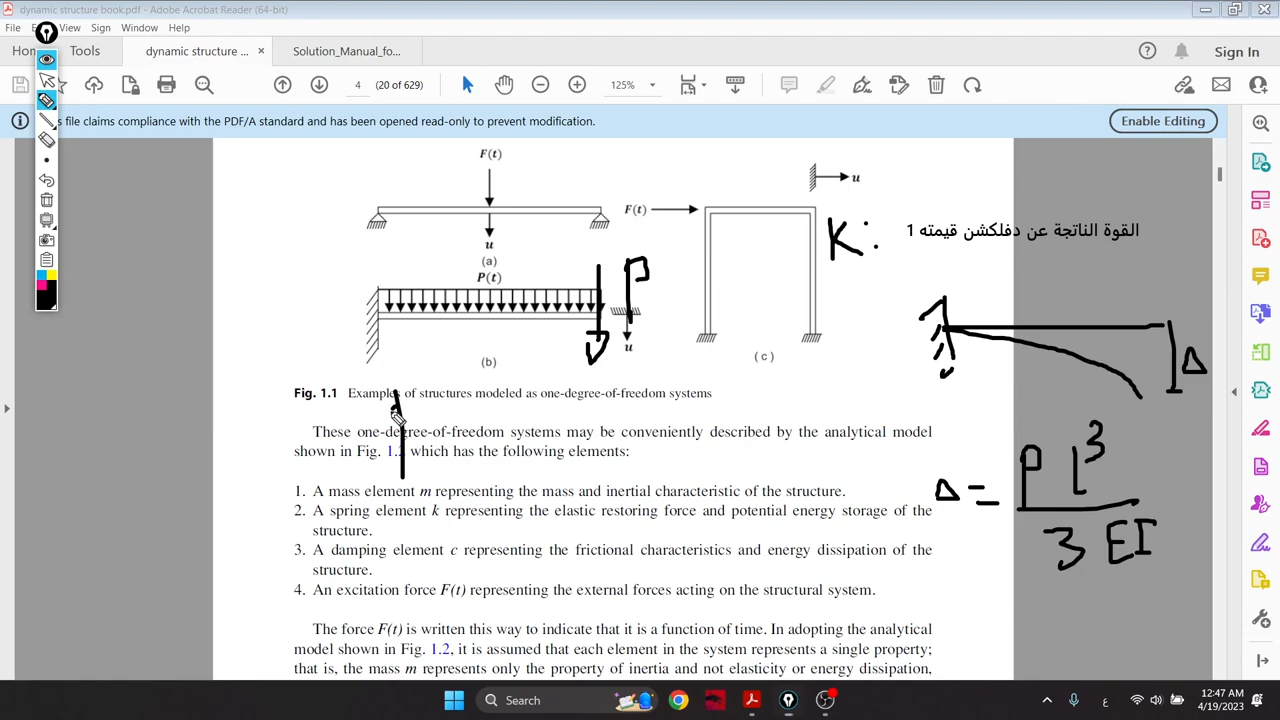 dynamic structure book.pdf - Adobe Acrobat Reader (64-bit)
File View Sign Window Help
Tools dynamic structure ... × Solution_Manual_fo... Sign In
4 (20 of 629) 125%
file claims compliance with the PDF/A standard and has been opened read-only to prevent modification. Enable Editing
F(t)
u
(a)
F(t)
u
K: القوة الناتجة عن دفلكشن قيمته 1
P(t)
P
u
(b)
(c)
Δ
Fig. 1.1 Examples of structures modeled as one-degree-of-freedom systems
These one-degree-of-freedom systems may be conveniently described by the analytical model
shown in Fig. 1.2 which has the following elements:
Δ = P L^3 / 3 EI
1. A mass element m representing the mass and inertial characteristic of the structure.
2. A spring element k representing the elastic restoring force and potential energy storage of the
structure.
3. A damping element c representing the frictional characteristics and energy dissipation of the
structure.
4. An excitation force F(t) representing the external forces acting on the structural system.
The force F(t) is written this way to indicate that it is a function of time. In adopting the analytical
model shown in Fig. 1.2, it is assumed that each element in the system represents a single property;
that is, the mass m represents only the property of inertia and not elasticity or energy dissipation,
Search
ع
12:47 AM
4/19/2023